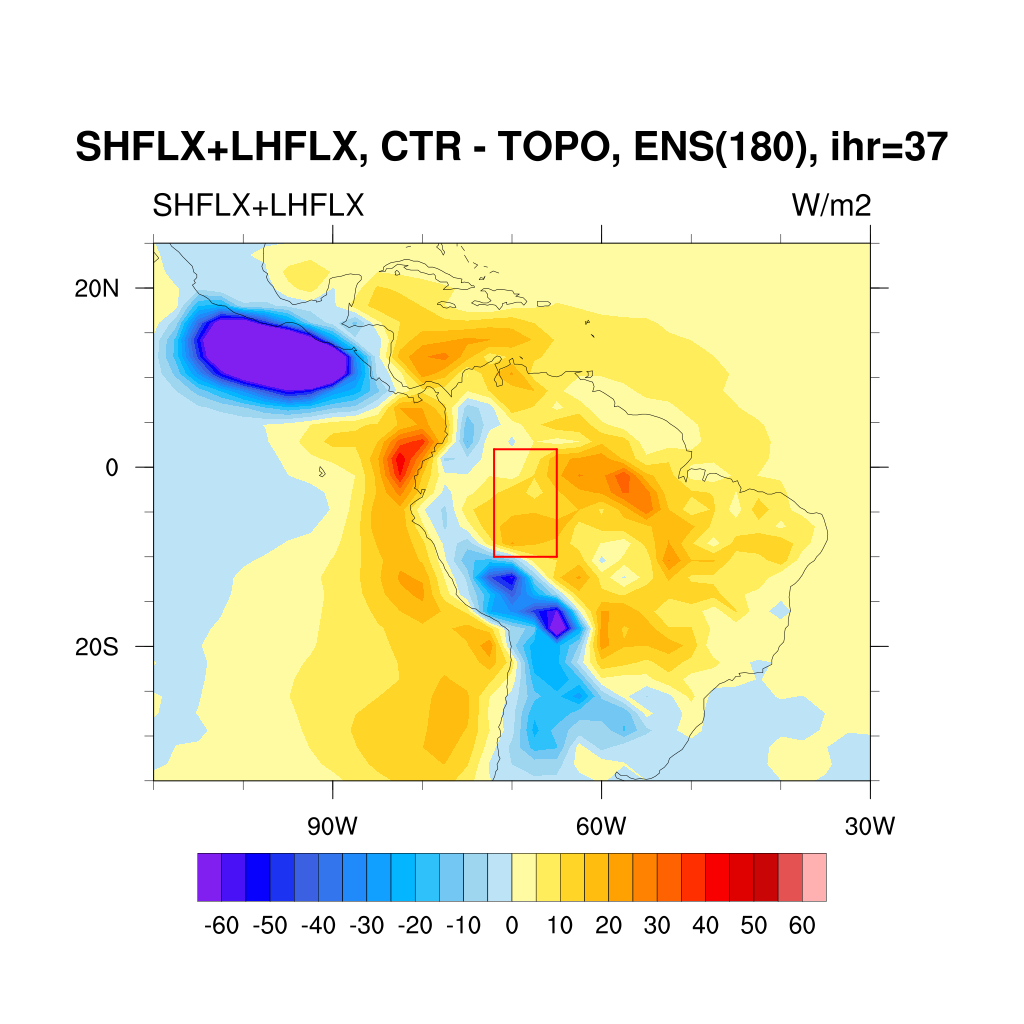 SHFLX+LHFLX, CTR - TOPO, ENS(180), ihr=37
SHFLX+LHFLX W/m2
20N
0
20S
90W 60W 30W
-60 -50 -40 -30 -20 -10 0 10 20 30 40 50 60